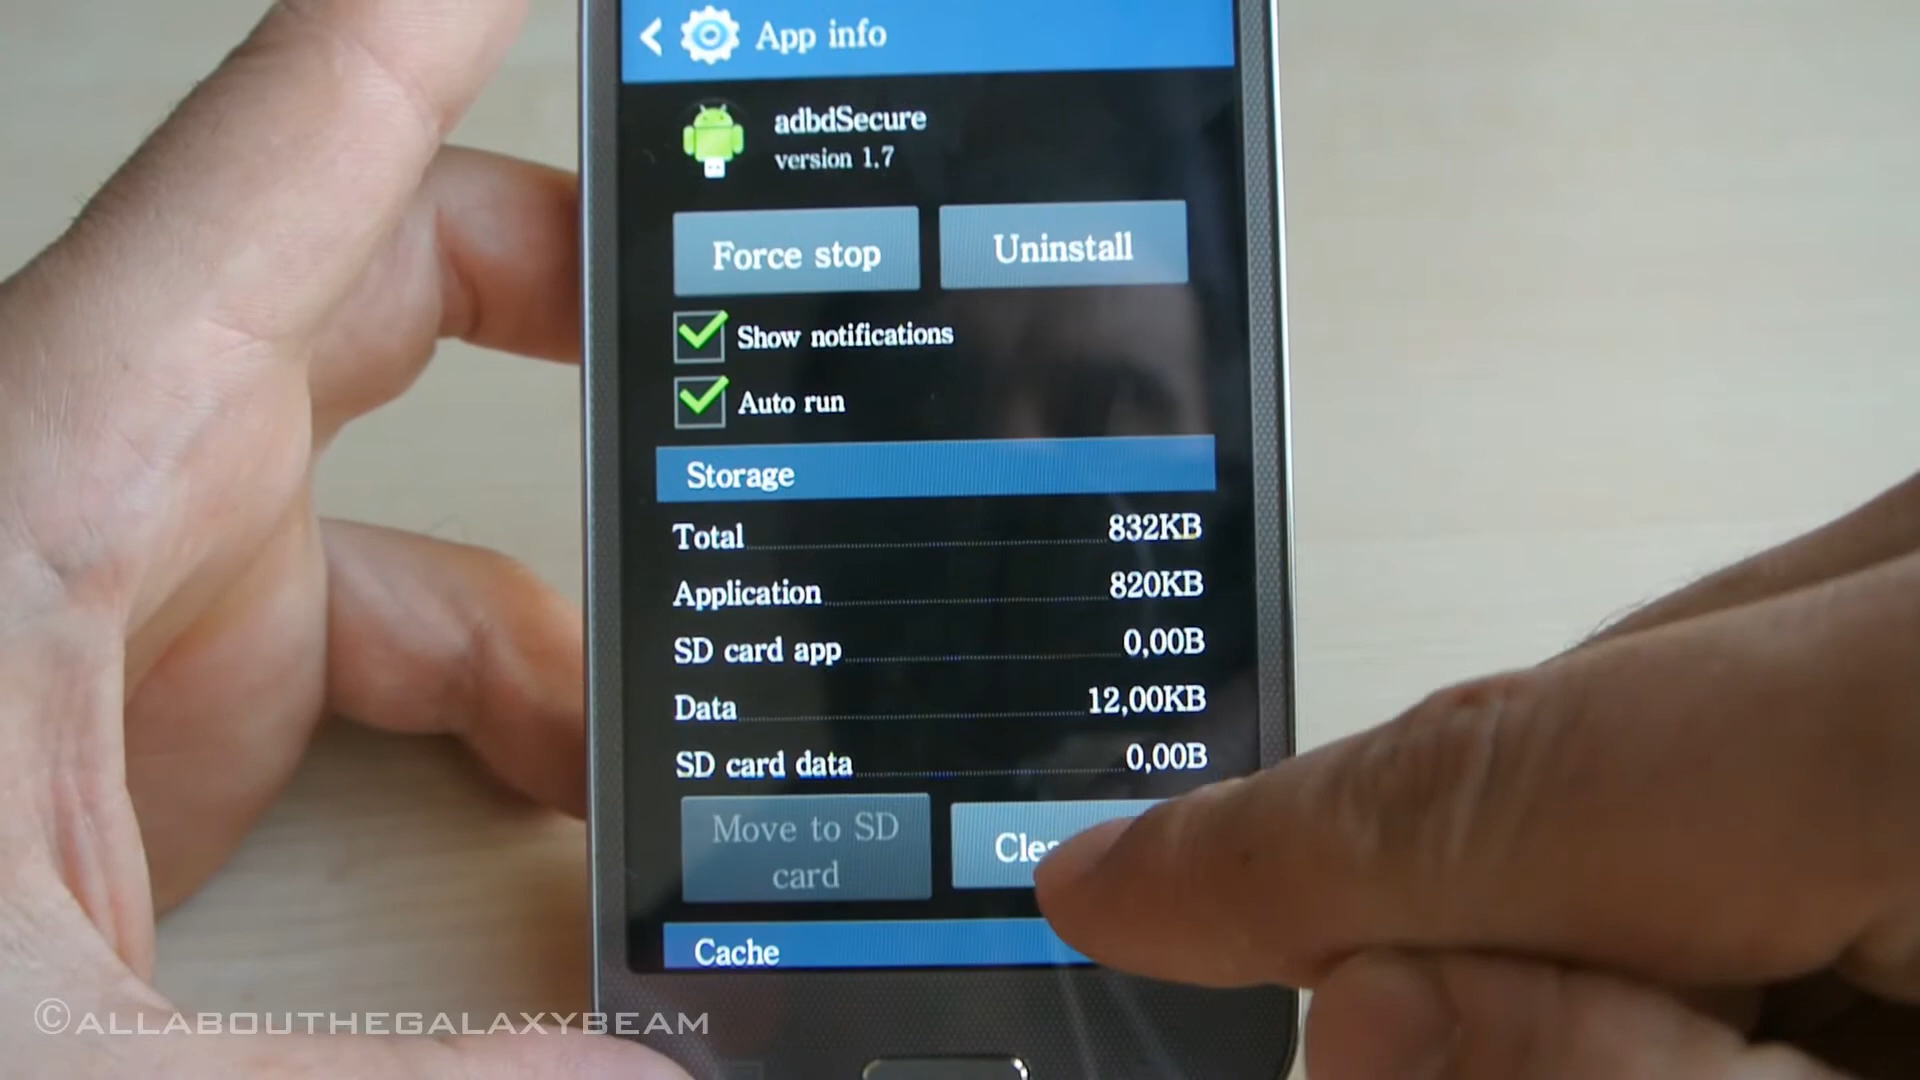 App info
adbdSecure
version 1.7
Force stop
Uninstall
Show notifications
Auto run
Storage
Total 832KB
Application 820KB
SD card app 0,00B
Data 12,00KB
SD card data 0,00B
Move to SD
card
Cache
©ALLABOUTHEGALAXYBEAM